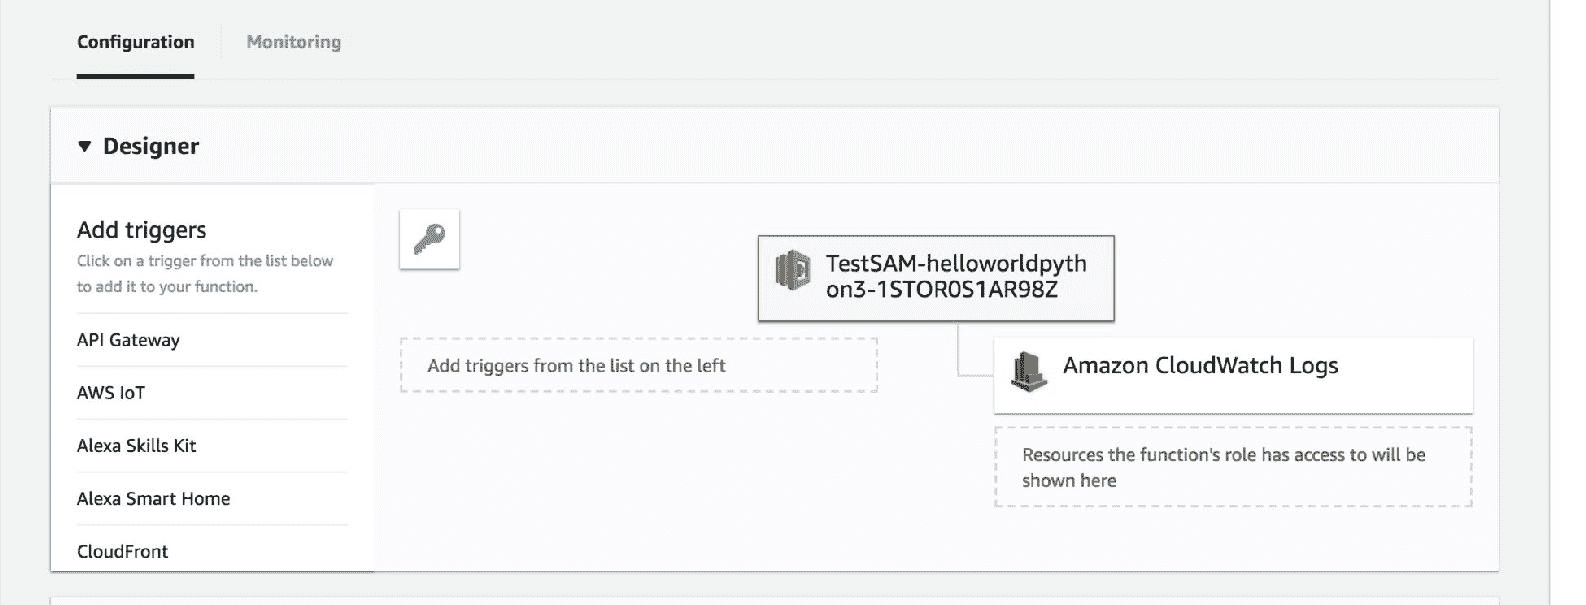 Configuration
Monitoring
Designer
Add triggers
Click on a trigger from the list below
to add it to your function.
API Gateway
AWS IoT
Alexa Skills Kit
Alexa Smart Home
CloudFront
Add triggers from the list on the left
TestSAM-helloworldpyth
on3-1STOR0S1AR98Z
Amazon CloudWatch Logs
Resources the function's role has access to will be
shown here